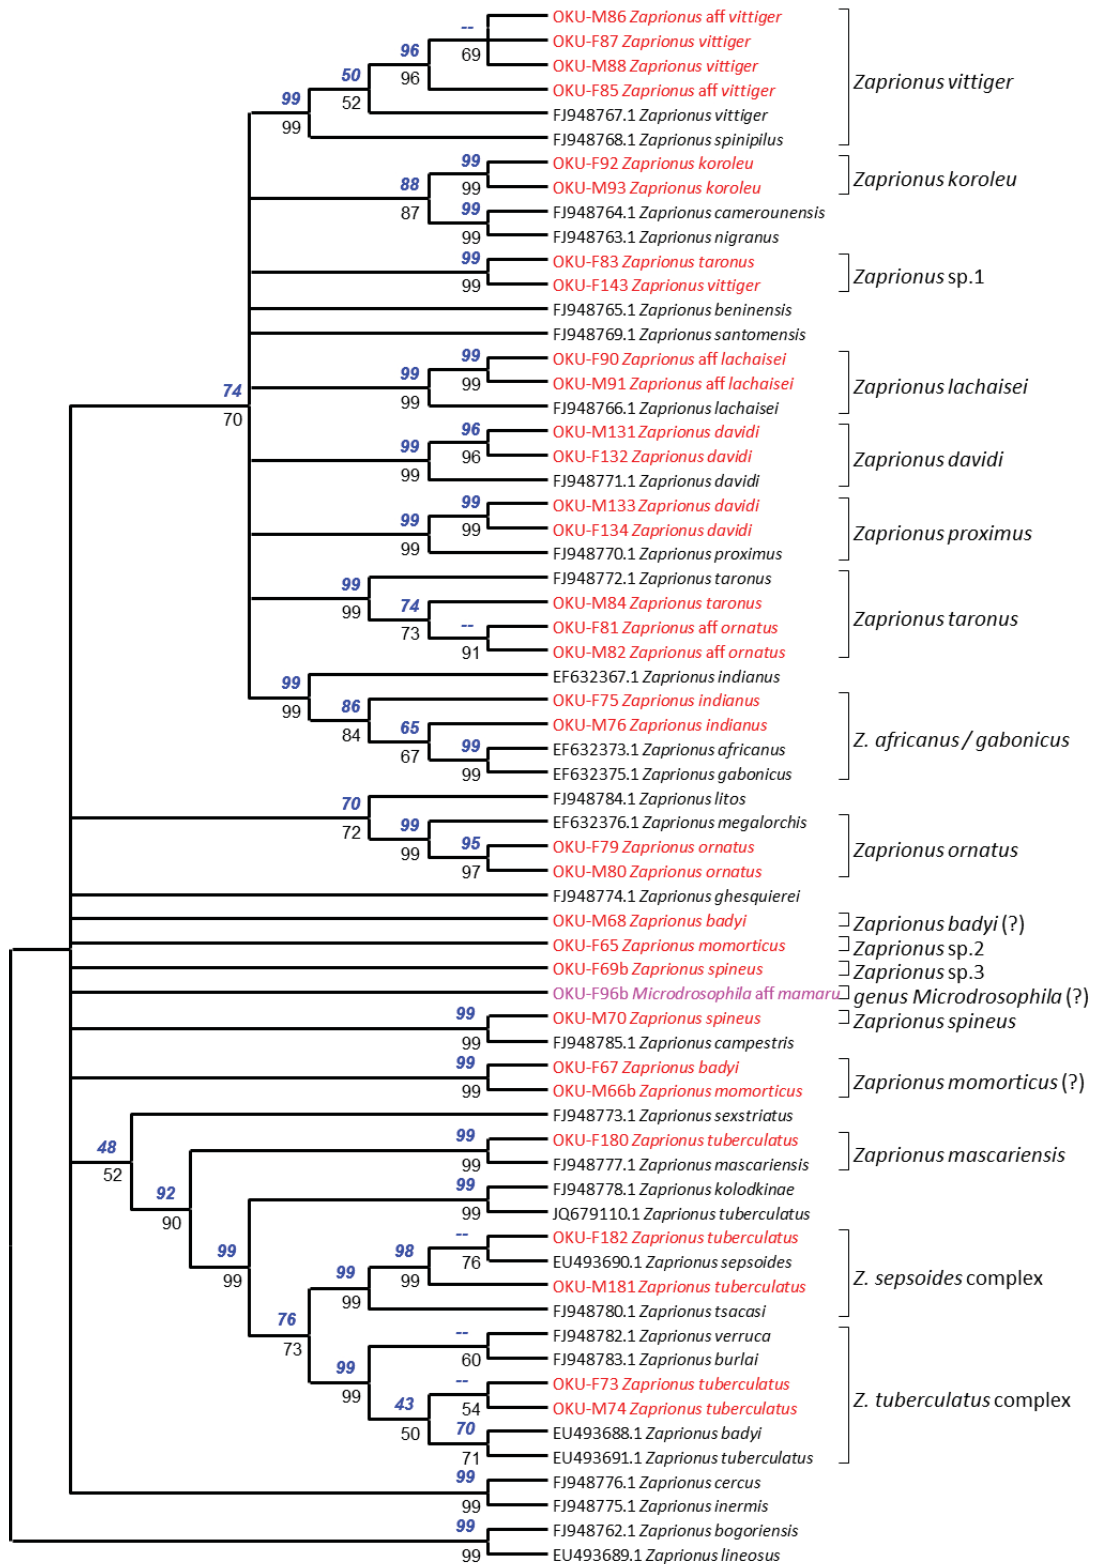 OKU-M86 Zaprionus aff vittiger
--
OKU-F87 Zaprionus vittiger
96
69
OKU-M88 Zaprionus vittiger
Zaprionus vittiger
50
96
OKU-F85 Zaprionus aff vittiger
99
52
FJ948767.1 Zaprionus vittiger
99
FJ948768.1 Zaprionus spinipilus
99
OKU-F92 Zaprionus koroleu
88
99
OKU-M93 Zaprionus koroleu
Zaprionus koroleu
87
99
FJ948764.1 Zaprionus camerounensis
99
FJ948763.1 Zaprionus nigranus
99
OKU-F83 Zaprionus taronus
Zaprionus sp.1
99
OKU-F143 Zaprionus vittiger
FJ948765.1 Zaprionus beninensis
FJ948769.1 Zaprionus santomensis
99
OKU-F90 Zaprionus aff lachaisei
99
99
OKU-M91 Zaprionus aff lachaisei
Zaprionus lachaisei
74
99
FJ948766.1 Zaprionus lachaisei
70
96
OKU-M131 Zaprionus davidi
99
96
OKU-F132 Zaprionus davidi
Zaprionus davidi
99
FJ948771.1 Zaprionus davidi
99
OKU-M133 Zaprionus davidi
99
99
OKU-F134 Zaprionus davidi
Zaprionus proximus
99
FJ948770.1 Zaprionus proximus
99
FJ948772.1 Zaprionus taronus
99
74
OKU-M84 Zaprionus taronus
Zaprionus taronus
73
--
OKU-F81 Zaprionus aff ornatus
91
OKU-M82 Zaprionus aff ornatus
99
EF632367.1 Zaprionus indianus
99
86
OKU-F75 Zaprionus indianus
84
65
OKU-M76 Zaprionus indianus
Z. africanus / gabonicus
67
99
EF632373.1 Zaprionus africanus
99
EF632375.1 Zaprionus gabonicus
70
FJ948784.1 Zaprionus litos
72
99
EF632376.1 Zaprionus megalorchis
99
95
OKU-F79 Zaprionus ornatus
Zaprionus ornatus
97
OKU-M80 Zaprionus ornatus
FJ948774.1 Zaprionus ghesquierei
OKU-M68 Zaprionus badyi
Zaprionus badyi (?)
OKU-F65 Zaprionus momorticus
Zaprionus sp.2
OKU-F69b Zaprionus spineus
Zaprionus sp.3
OKU-F96b Microdrosophila aff mamaru
genus Microdrosophila (?)
99
OKU-M70 Zaprionus spineus
Zaprionus spineus
99
FJ948785.1 Zaprionus campestris
99
OKU-F67 Zaprionus badyi
Zaprionus momorticus (?)
99
OKU-M66b Zaprionus momorticus
FJ948773.1 Zaprionus sexstriatus
48
52
99
OKU-F180 Zaprionus tuberculatus
Zaprionus mascariensis
99
FJ948777.1 Zaprionus mascariensis
92
90
99
FJ948778.1 Zaprionus kolodkinae
99
JQ679110.1 Zaprionus tuberculatus
99
99
--
OKU-F182 Zaprionus tuberculatus
98
76
EU493690.1 Zaprionus sepsoides
Z. sepsoides complex
99
99
OKU-M181 Zaprionus tuberculatus
99
FJ948780.1 Zaprionus tsacasi
76
73
--
FJ948782.1 Zaprionus verruca
60
FJ948783.1 Zaprionus burlai
99
99
--
OKU-F73 Zaprionus tuberculatus
Z. tuberculatus complex
43
54
OKU-M74 Zaprionus tuberculatus
50
70
EU493688.1 Zaprionus badyi
71
EU493691.1 Zaprionus tuberculatus
99
FJ948776.1 Zaprionus cercus
99
FJ948775.1 Zaprionus inermis
99
FJ948762.1 Zaprionus bogoriensis
99
EU493689.1 Zaprionus lineosus